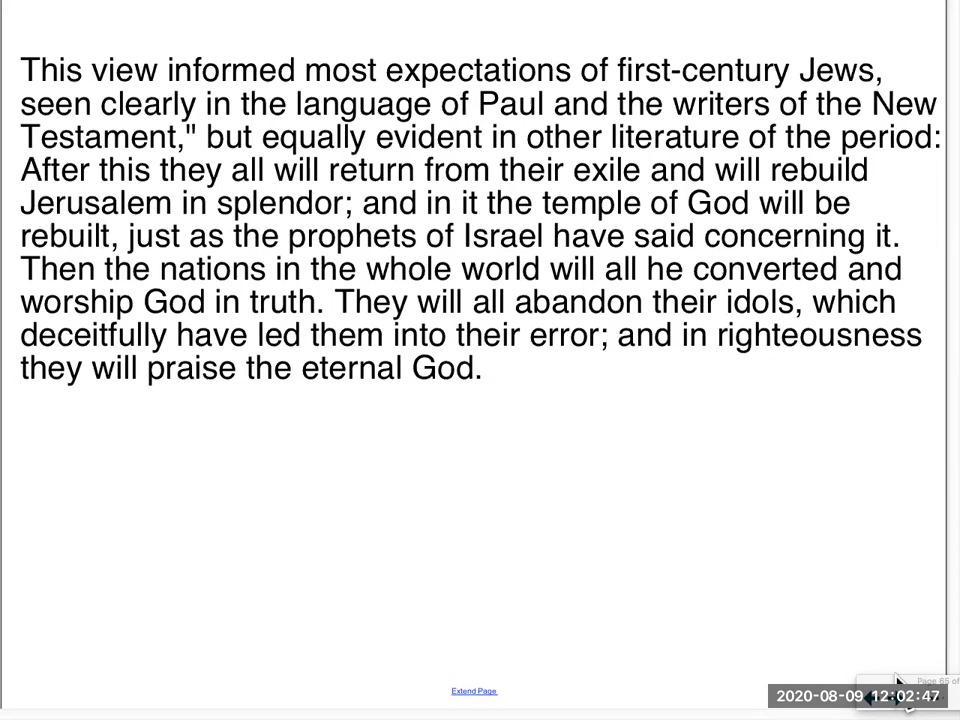 This view informed most expectations of first-century Jews,
seen clearly in the language of Paul and the writers of the New
Testament," but equally evident in other literature of the period:
After this they all will return from their exile and will rebuild
Jerusalem in splendor; and in it the temple of God will be
rebuilt, just as the prophets of Israel have said concerning it.
Then the nations in the whole world will all he converted and
worship God in truth. They will all abandon their idols, which
deceitfully have led them into their error; and in righteousness
they will praise the eternal God.
Page 65 of
Extend Page
2020-08-09 12:02:47